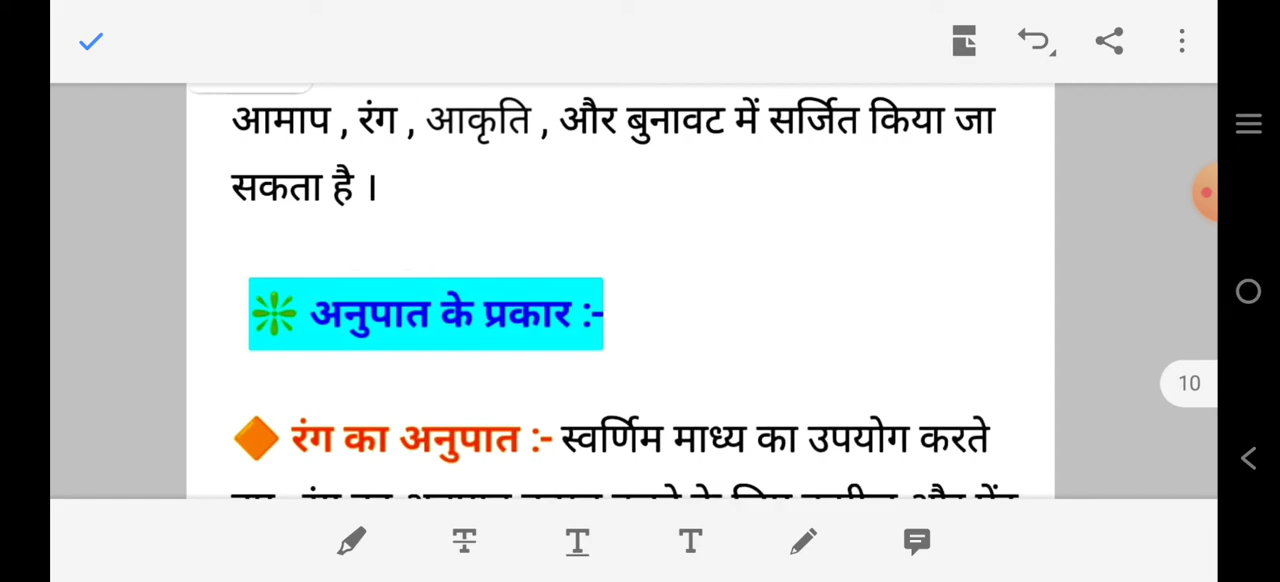 आमाप , रंग , आकृति , और बुनावट में सर्जित किया जा
सकता है ।
अनुपात के प्रकार :-
10
रंग का अनुपात :- स्वर्णिम माध्य का उपयोग करते